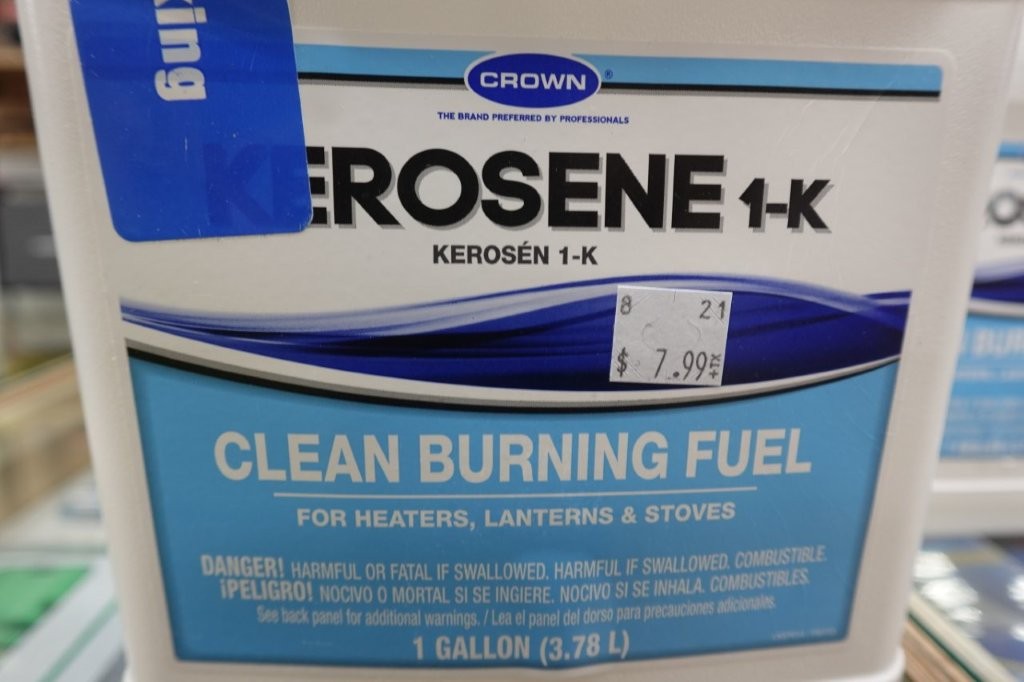 king
CROWN®
THE BRAND PREFERRED BY PROFESSIONALS
KEROSENE 1-K
KEROSÉN 1-K
8 21
$ 7.99 +TX
CLEAN BURNING FUEL
FOR HEATERS, LANTERNS & STOVES
DANGER! HARMFUL OR FATAL IF SWALLOWED. HARMFUL IF SWALLOWED. COMBUSTIBLE.
¡PELIGRO! NOCIVO O MORTAL SI SE INGIERE. NOCIVO SI SE INHALA. COMBUSTIBLES.
See back panel for additional warnings. / Lea el panel del dorso para precauciones adicionales.
1 GALLON (3.78 L)